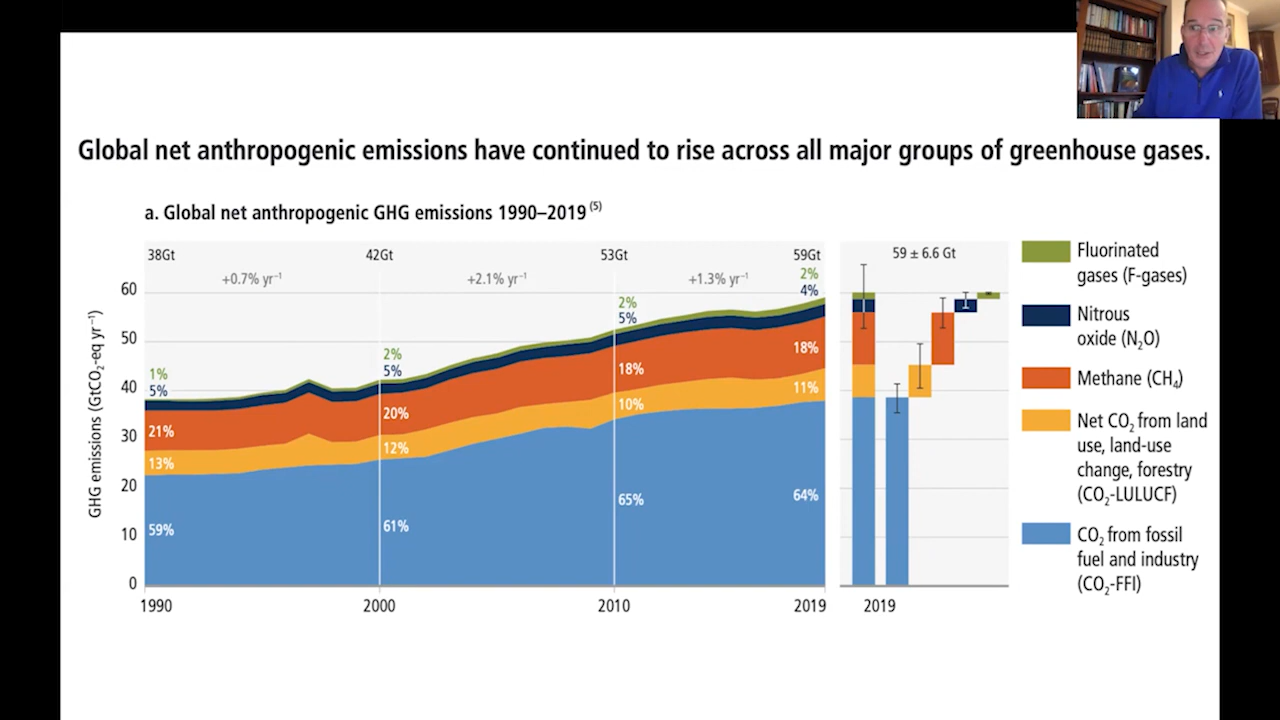 Global net anthropogenic emissions have continued to rise across all major groups of greenhouse gases.
a. Global net anthropogenic GHG emissions 1990–2019 (5)
38Gt 42Gt 53Gt 59Gt
+0.7% yr⁻¹ +2.1% yr⁻¹ +1.3% yr⁻¹
GHG emissions (GtCO₂-eq yr⁻¹)
60
50
40
30
20
10
0
1%
5%
21%
13%
59%
2%
5%
20%
12%
61%
2%
5%
18%
10%
65%
2%
4%
18%
11%
64%
1990 2000 2010 2019
59 ± 6.6 Gt
2019
Fluorinated
gases (F-gases)
Nitrous
oxide (N₂O)
Methane (CH₄)
Net CO₂ from land
use, land-use
change, forestry
(CO₂-LULUCF)
CO₂ from fossil
fuel and industry
(CO₂-FFI)